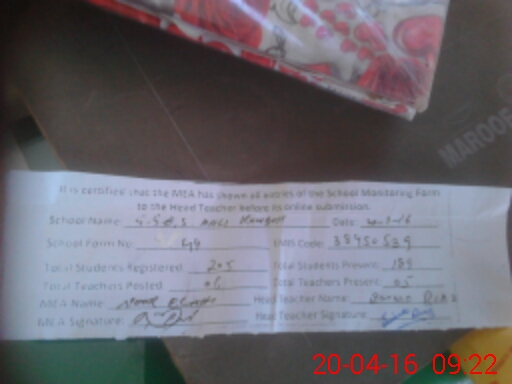 It is certified that the MEA has shown all entries of the School Monitoring Form
to the Head Teacher before its online submission.
School Name: Date:
School Form No: 44 EMIS Code: 38450539
Total Students Registered: 205 Total Students Present: 189
Total Teachers Posted: 06 Total Teachers Present: 05
MEA Name: Head Teacher Name:
MEA Signature: Head Teacher Signature:
MAROOF
20-04-16 09:22